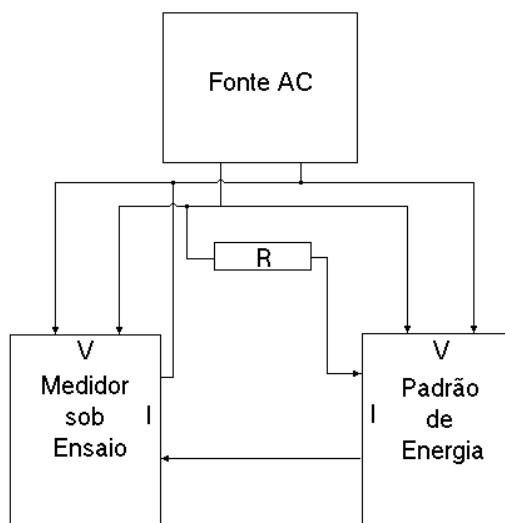 Fonte AC
R
V
Medidor
sob
Ensaio
I
V
Padrão
de
Energia
I